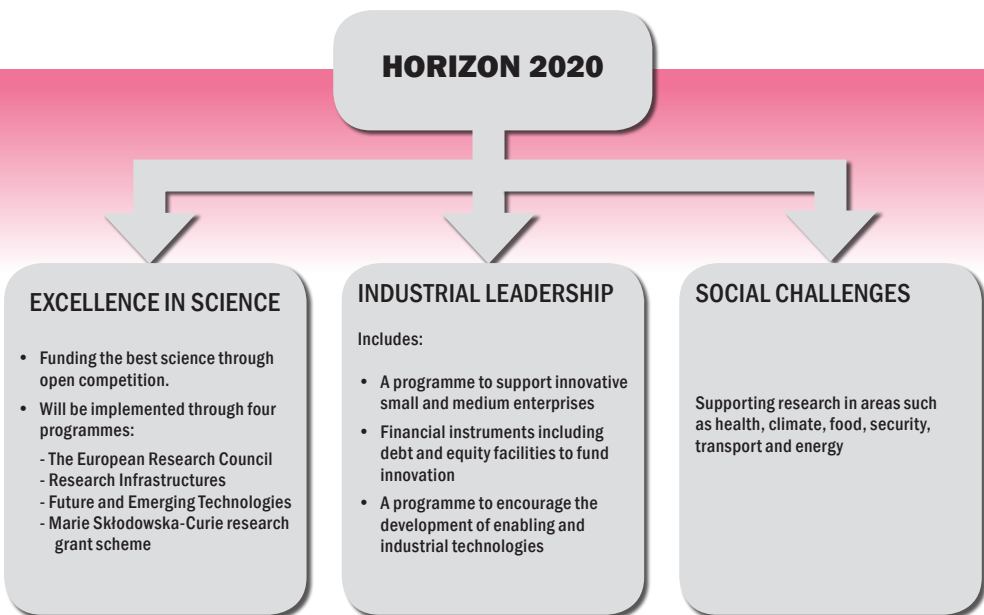 HORIZON 2020
EXCELLENCE IN SCIENCE
• Funding the best science through
open competition.
• Will be implemented through four
programmes:
- The European Research Council
- Research Infrastructures
- Future and Emerging Technologies
- Marie Skłodowska-Curie research
grant scheme
INDUSTRIAL LEADERSHIP
Includes:
• A programme to support innovative
small and medium enterprises
• Financial instruments including
debt and equity facilities to fund
innovation
• A programme to encourage the
development of enabling and
industrial technologies
SOCIAL CHALLENGES
Supporting research in areas such
as health, climate, food, security,
transport and energy